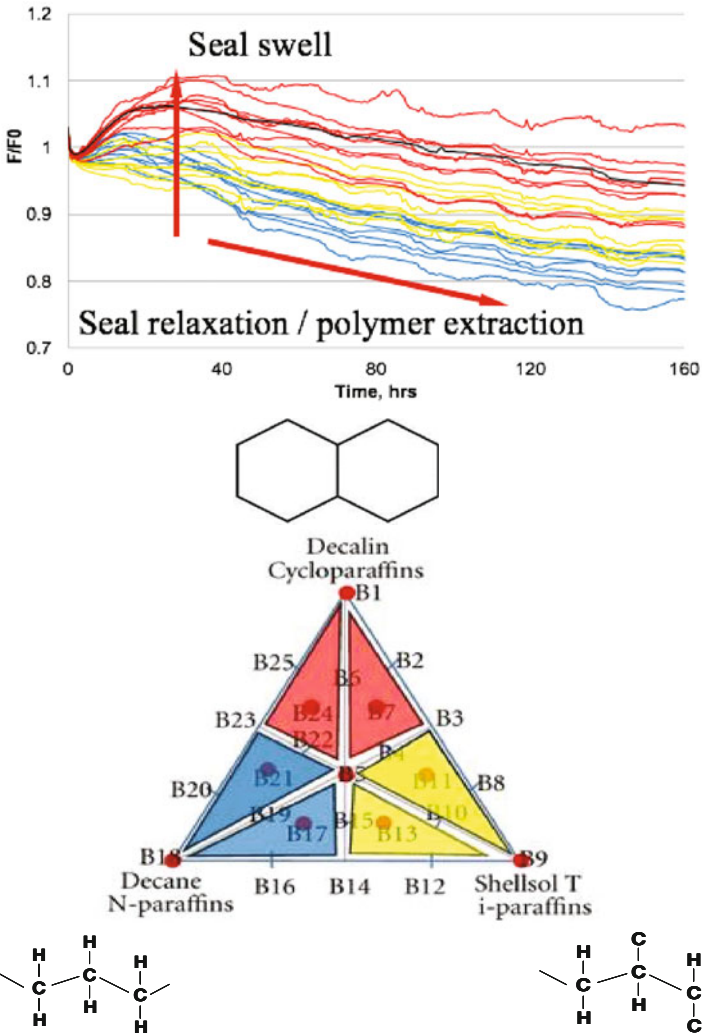 1.2
Seal swell
1.1
1
F/F0
0.9
0.8
Seal relaxation / polymer extraction
0.7
0
40
80
120
160
Time, hrs
Decalin
Cycloparaffins
B1
B25
B2
B6
B24
B7
B23
B3
B22
B4
B5
B21
B11
B20
B8
B19
B10
B17
B15
B13
B18
B9
Decane
N-paraffins
B16
B14
B12
Shellsol T
i-paraffins
H
C
H
H
C
H
H
C
H
H
C
H
C
C
H
H
C
C